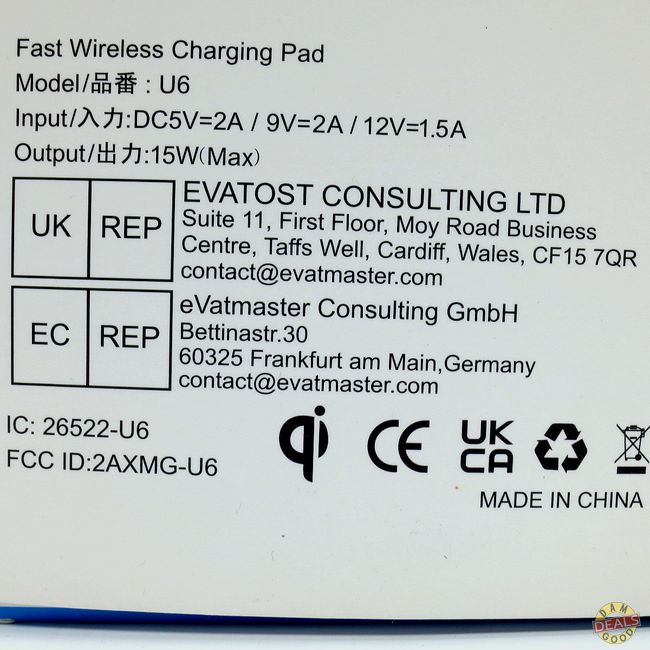 Fast Wireless Charging Pad
Model/品番 : U6
Input/入力:DC5V=2A / 9V=2A / 12V=1.5A
Output/出力:15W(Max)
UK REP
EVATOST CONSULTING LTD
Suite 11, First Floor, Moy Road Business
Centre, Taffs Well, Cardiff, Wales, CF15 7QR
contact@evatmaster.com
EC REP
eVatmaster Consulting GmbH
Bettinastr.30
60325 Frankfurt am Main,Germany
contact@evatmaster.com
IC: 26522-U6
FCC ID:2AXMG-U6
qi CE UK
CA
MADE IN CHINA
DAM
DEALS
GOOD